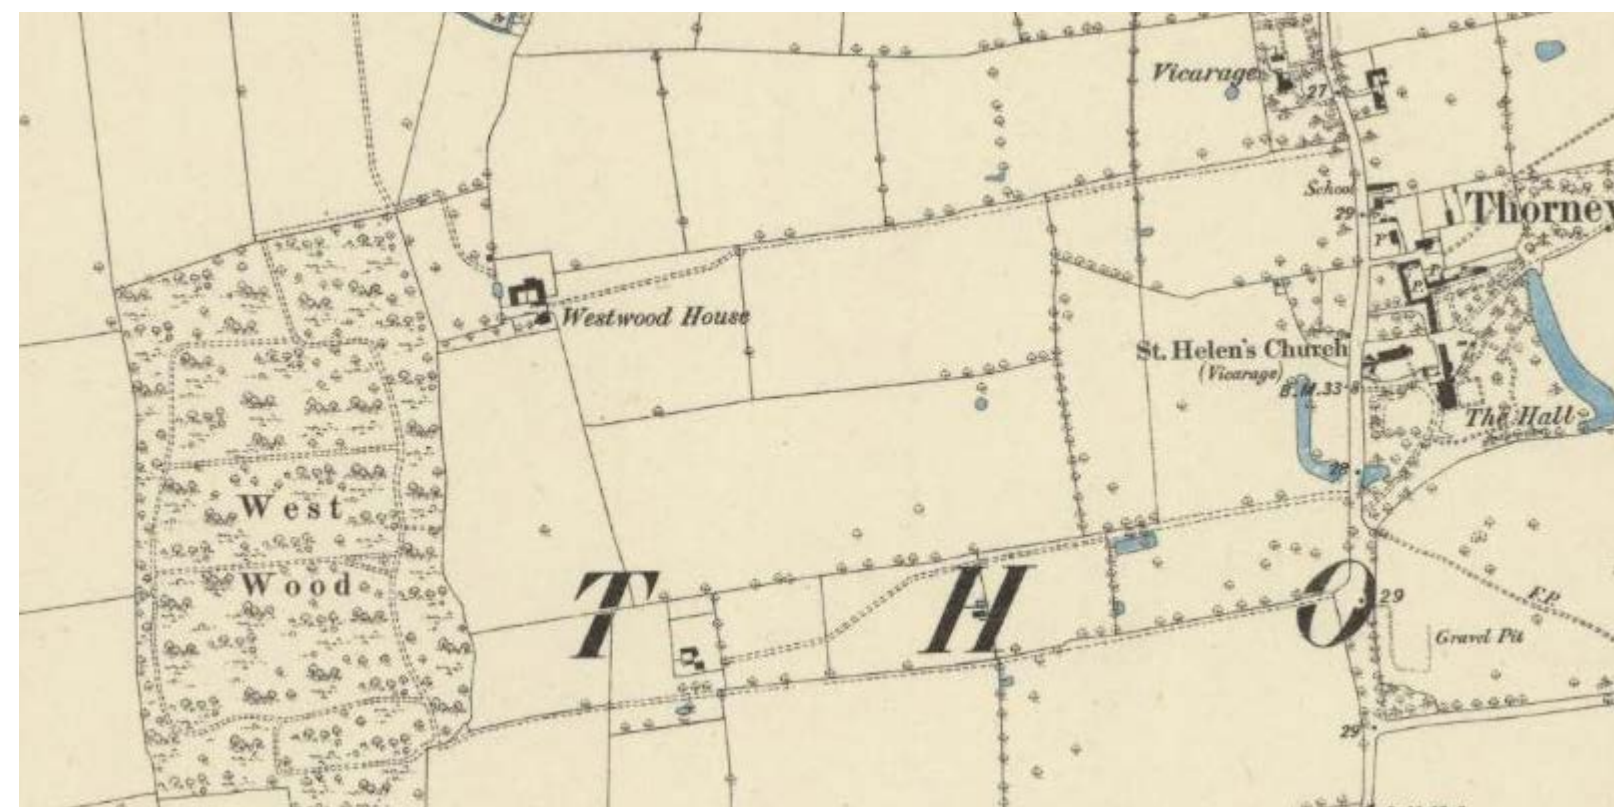 Vicarage
27
School
29
Thorney
P
P.
P.
Westwood House
St. Helen's Church
(Vicarage)
B.M.33·8
The Hall
28
West
Wood
T H O
29
F.P.
Gravel Pit
29